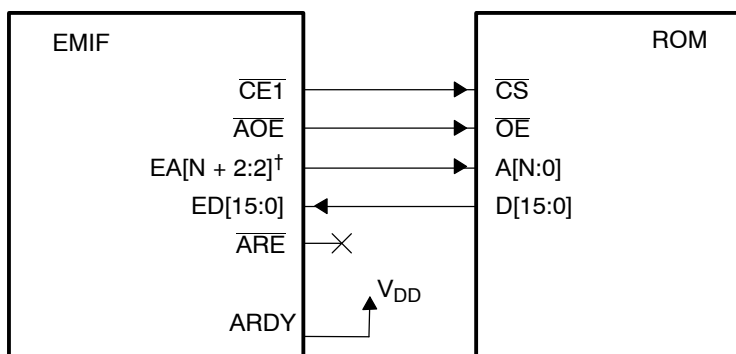 EMIF
ROM
CE1
CS
AOE
OE
EA[N + 2:2]†
A[N:0]
ED[15:0]
D[15:0]
ARE
VDD
ARDY